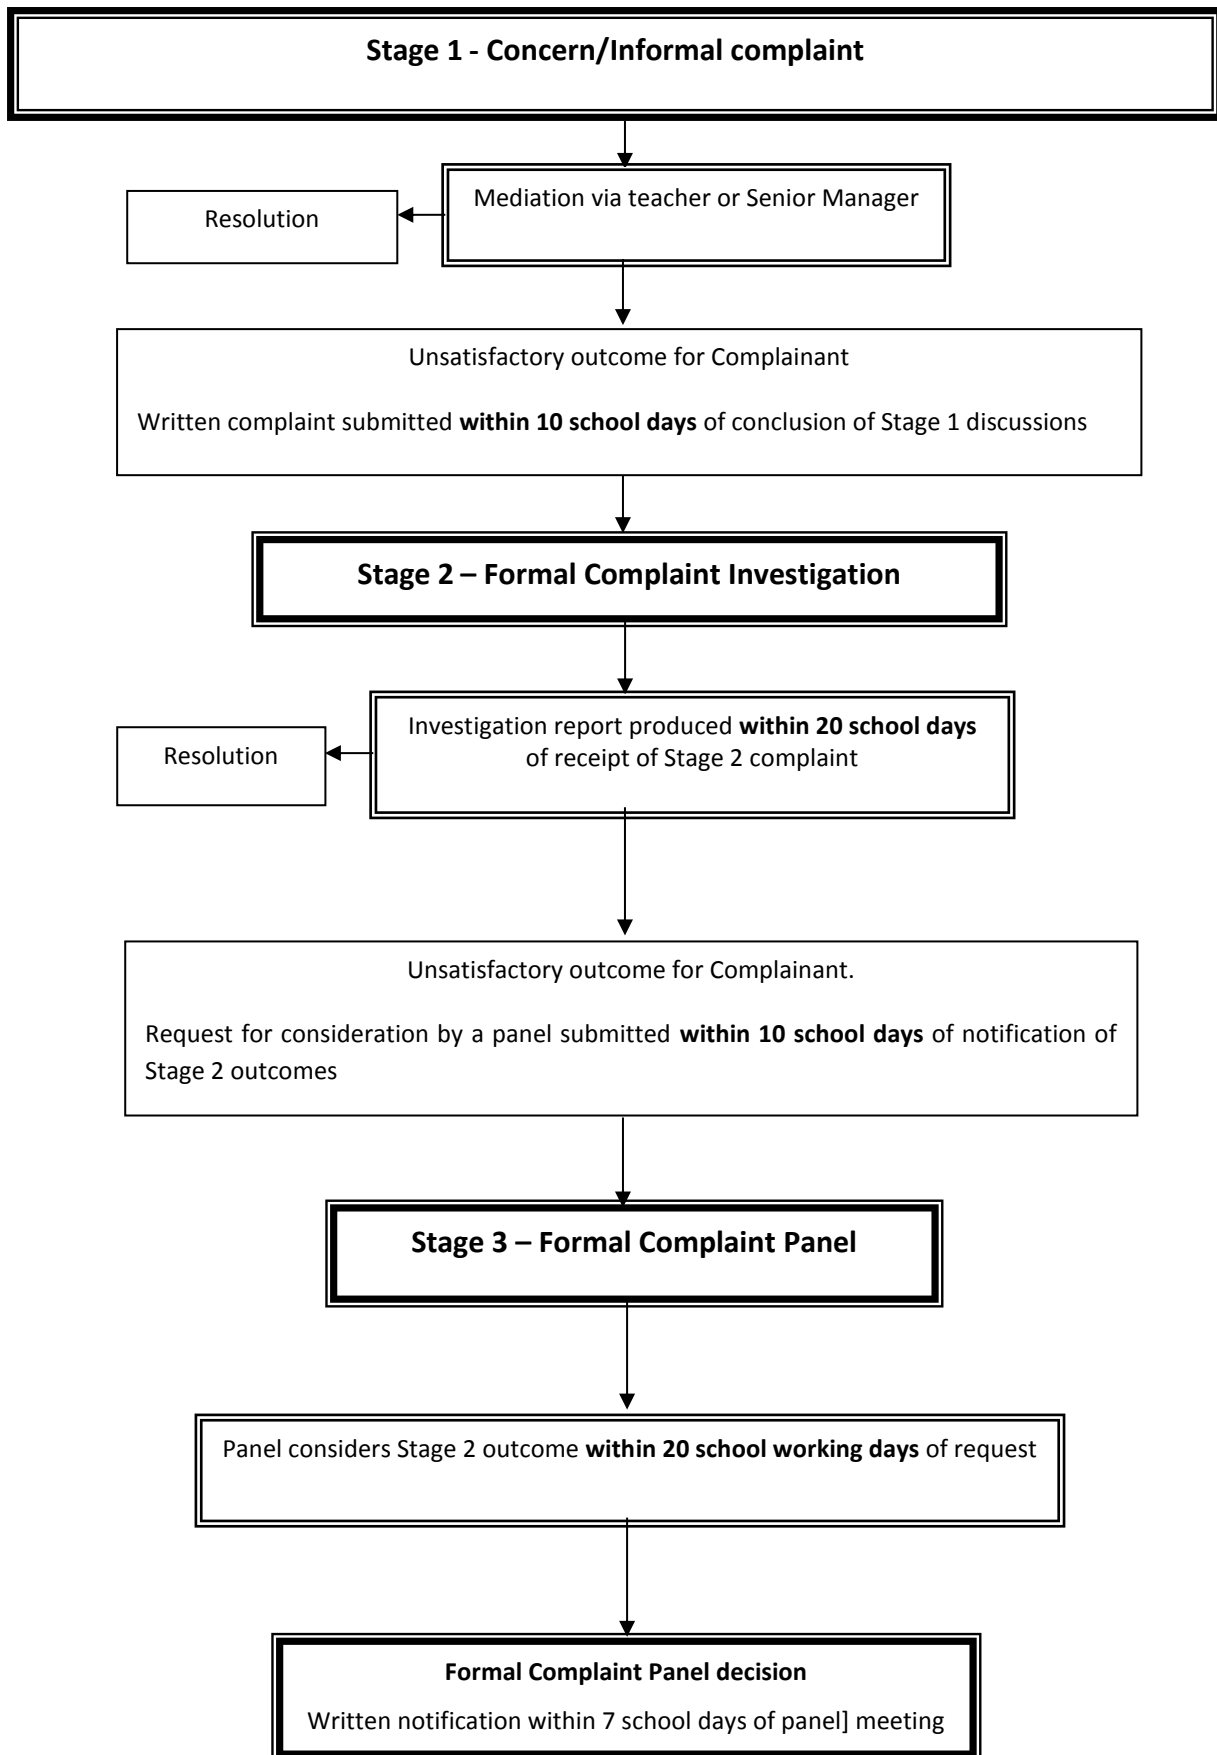 Stage 1 - Concern/Informal complaint
Mediation via teacher or Senior Manager
Resolution
Unsatisfactory outcome for Complainant
Written complaint submitted within 10 school days of conclusion of Stage 1 discussions
Stage 2 – Formal Complaint Investigation
Investigation report produced within 20 school days
of receipt of Stage 2 complaint
Resolution
Unsatisfactory outcome for Complainant.
Request for consideration by a panel submitted within 10 school days of notification of
Stage 2 outcomes
Stage 3 – Formal Complaint Panel
Panel considers Stage 2 outcome within 20 school working days of request
Formal Complaint Panel decision
Written notification within 7 school days of panel] meeting